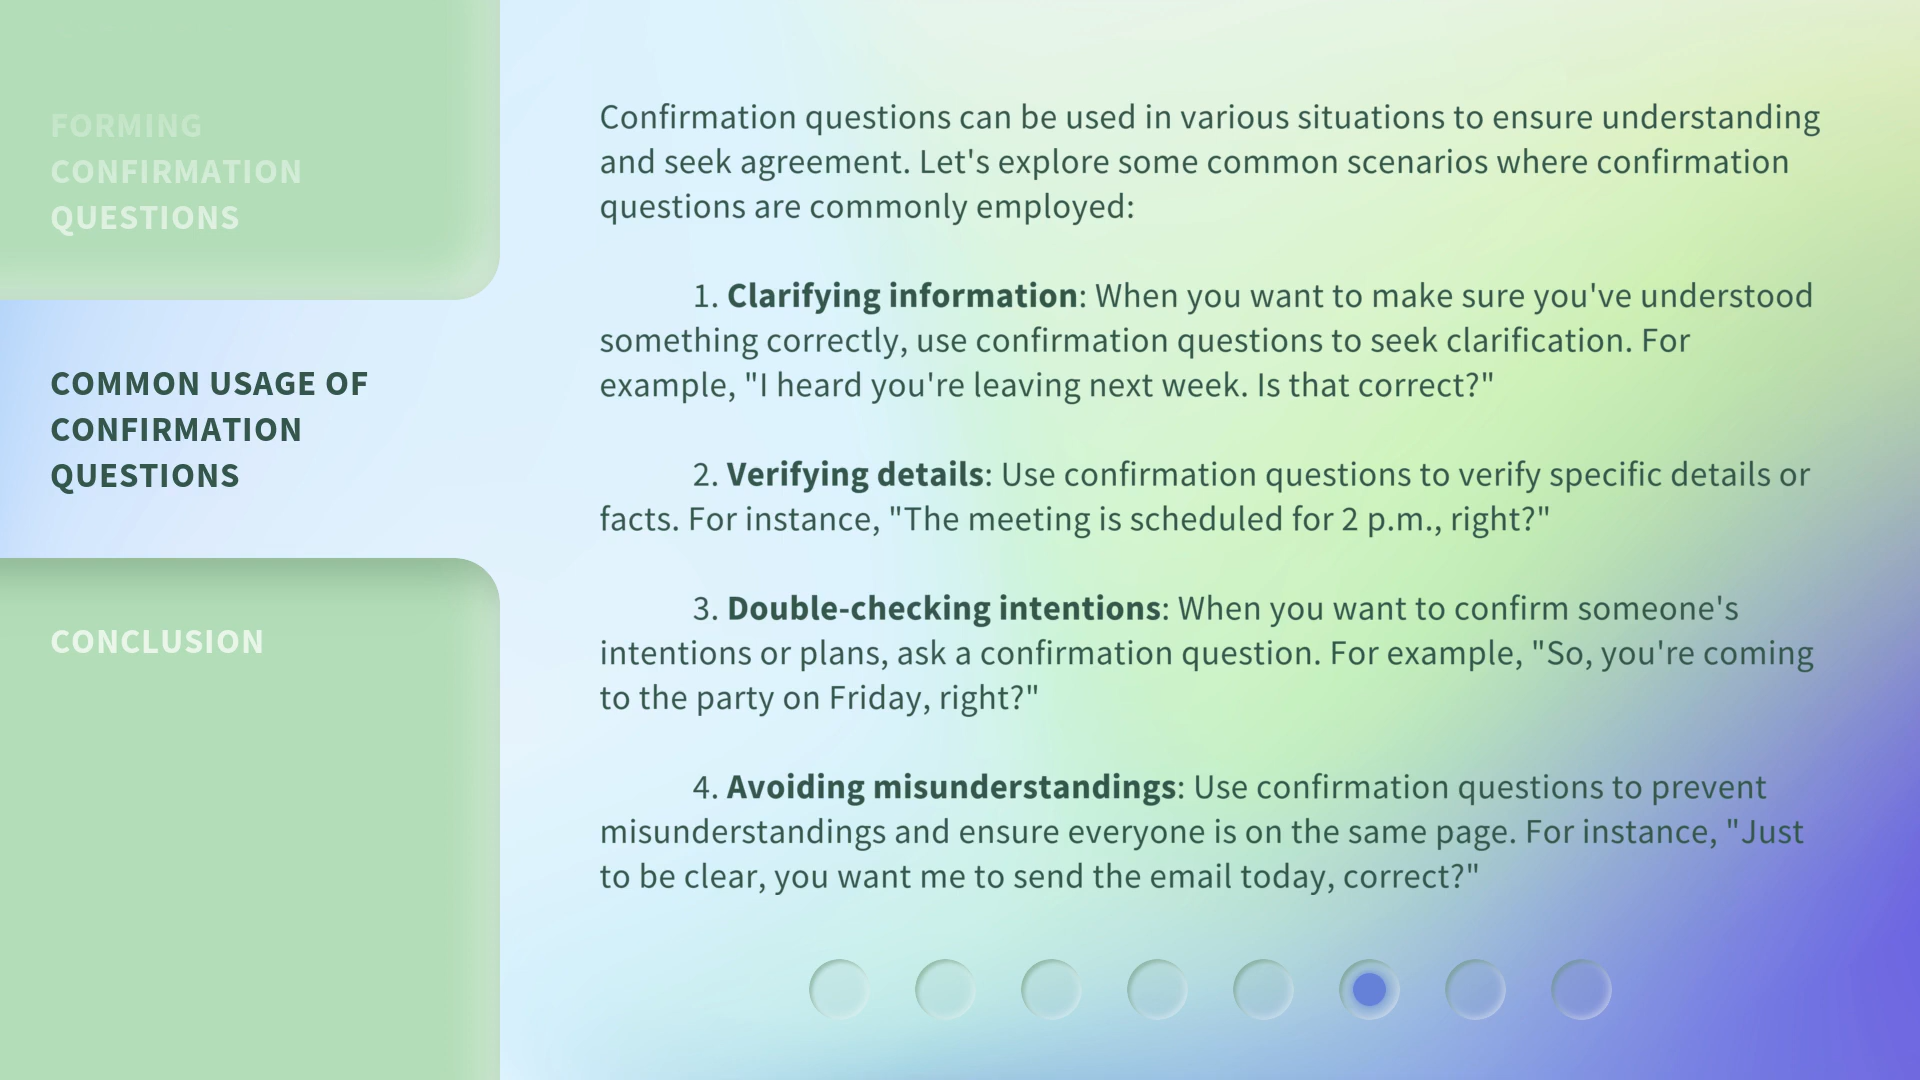 FORMING
CONFIRMATION
QUESTIONS
COMMON USAGE OF
CONFIRMATION
QUESTIONS
CONCLUSION
Confirmation questions can be used in various situations to ensure understanding
and seek agreement. Let's explore some common scenarios where confirmation
questions are commonly employed:
1. Clarifying information: When you want to make sure you've understood
something correctly, use confirmation questions to seek clarification. For
example, "I heard you're leaving next week. Is that correct?"
2. Verifying details: Use confirmation questions to verify specific details or
facts. For instance, "The meeting is scheduled for 2 p.m., right?"
3. Double-checking intentions: When you want to confirm someone's
intentions or plans, ask a confirmation question. For example, "So, you're coming
to the party on Friday, right?"
4. Avoiding misunderstandings: Use confirmation questions to prevent
misunderstandings and ensure everyone is on the same page. For instance, "Just
to be clear, you want me to send the email today, correct?"